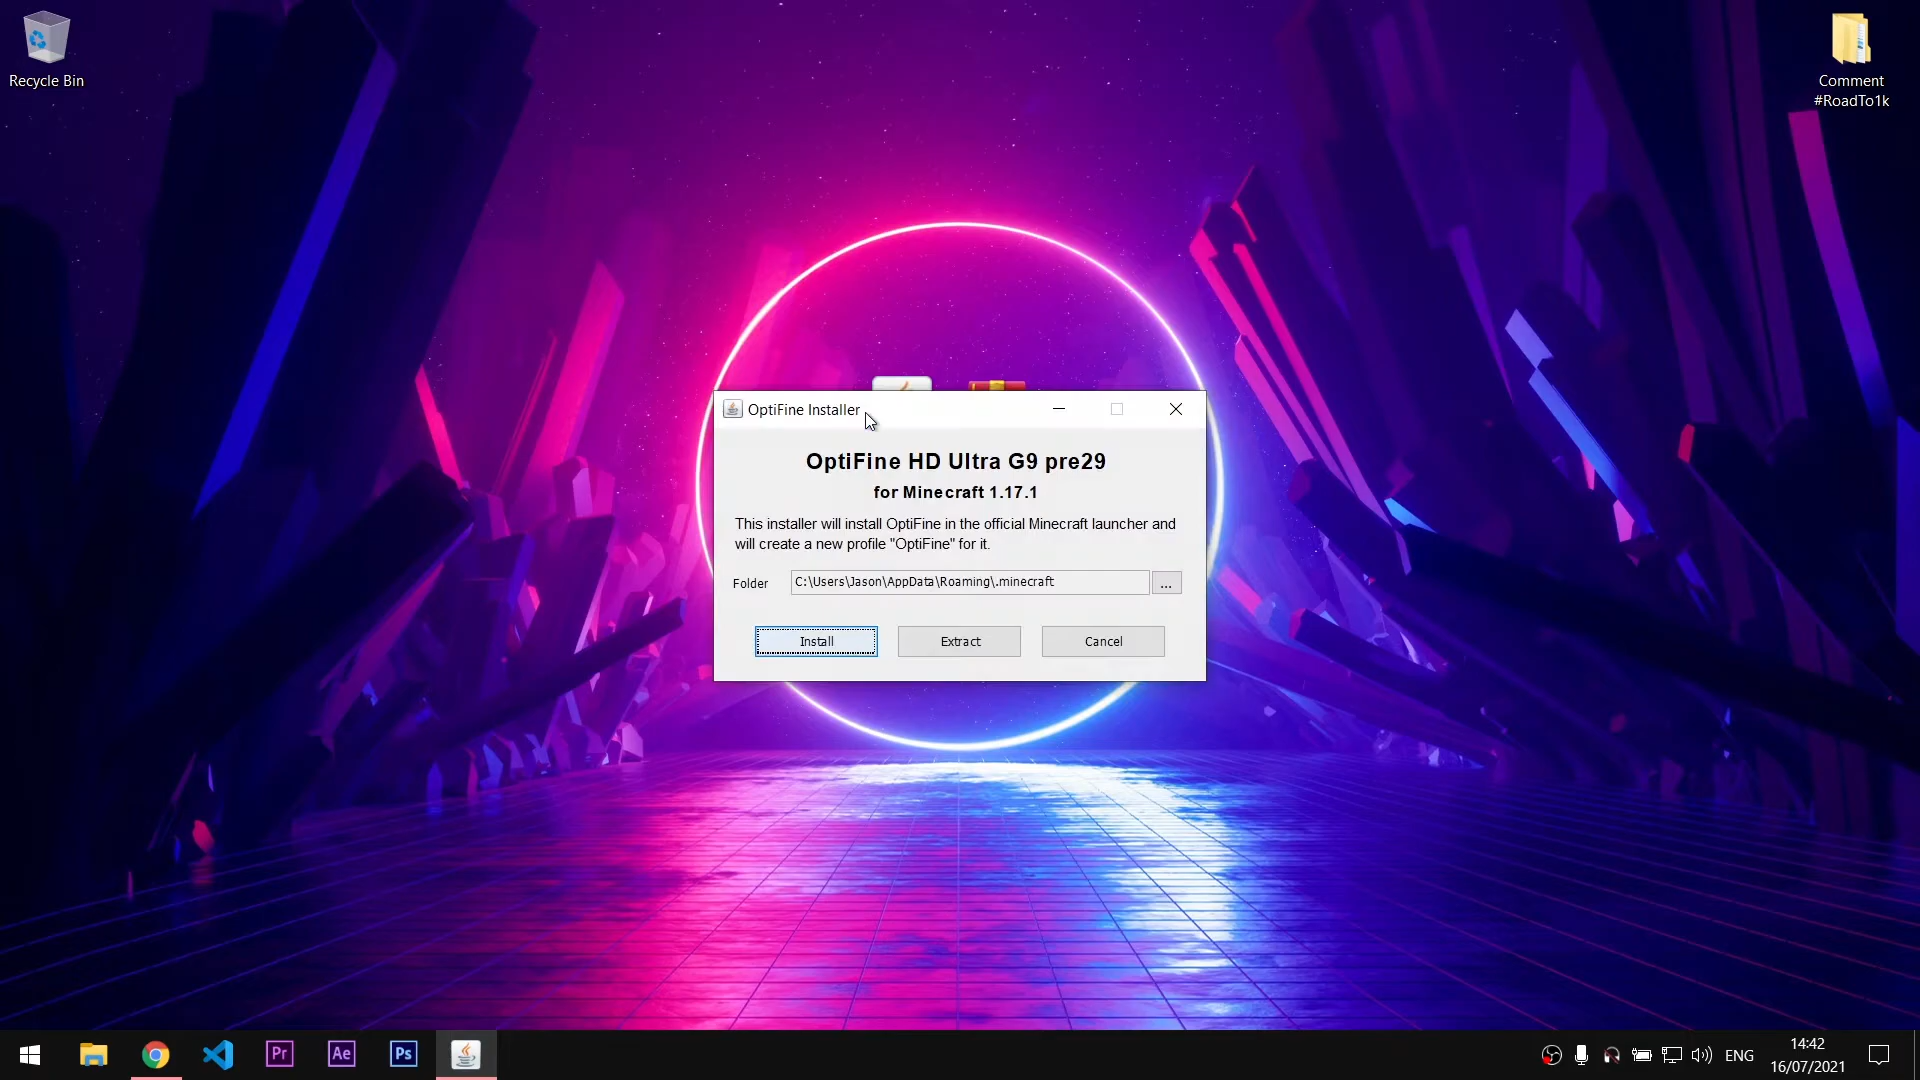 Recycle Bin
Comment
#RoadTo1k
OptiFine Installer
OptiFine HD Ultra G9 pre29
for Minecraft 1.17.1
This installer will install OptiFine in the official Minecraft launcher and
will create a new profile "OptiFine" for it.
Folder
C:\Users\Jason\AppData\Roaming\.minecraft
...
Install
Extract
Cancel
Pr
Ae
Ps
ENG
14:42
16/07/2021